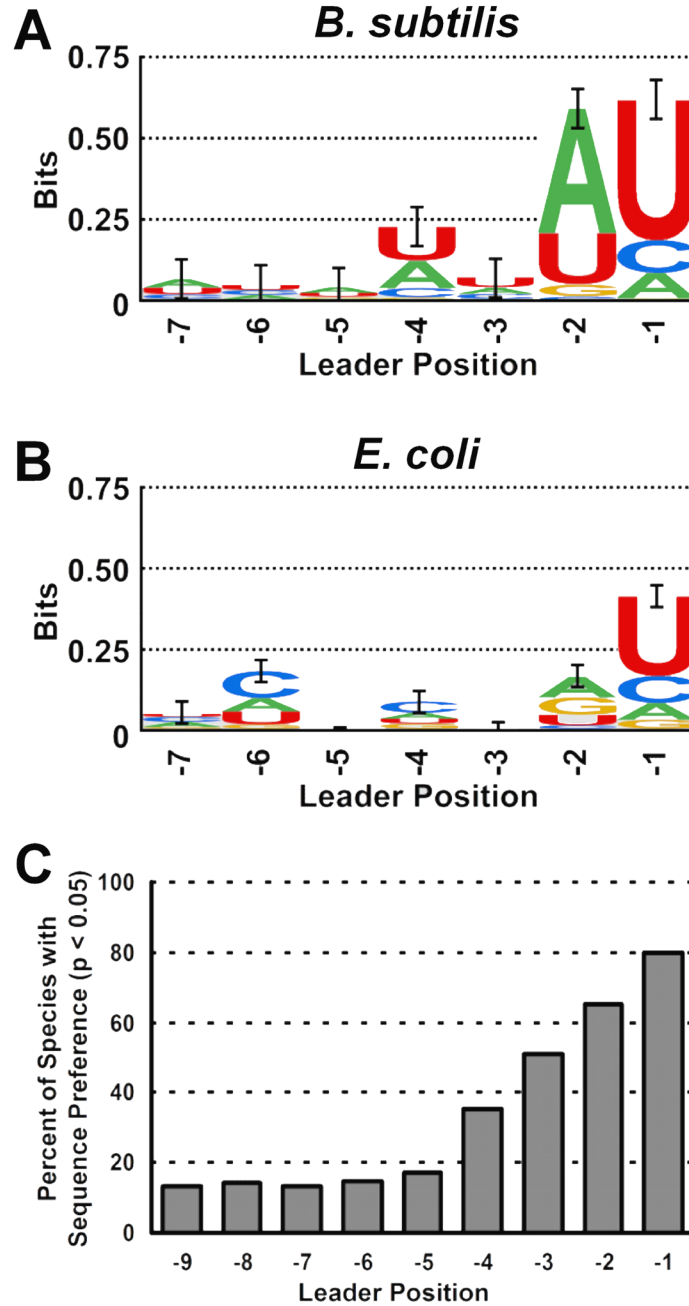 A
B. subtilis
0.75
0.50
0.25
0
Bits
A U
U A C
U C A
A U G
-7 -6 -5 -4 -3 -2 -1
Leader Position
B
E. coli
0.75
0.50
0.25
0
Bits
C A U
C
A G U
U C A G
-7 -6 -5 -4 -3 -2 -1
Leader Position
C
100
80
60
40
20
0
Percent of Species with
Sequence Preference (p < 0.05)
-9 -8 -7 -6 -5 -4 -3 -2 -1
Leader Position